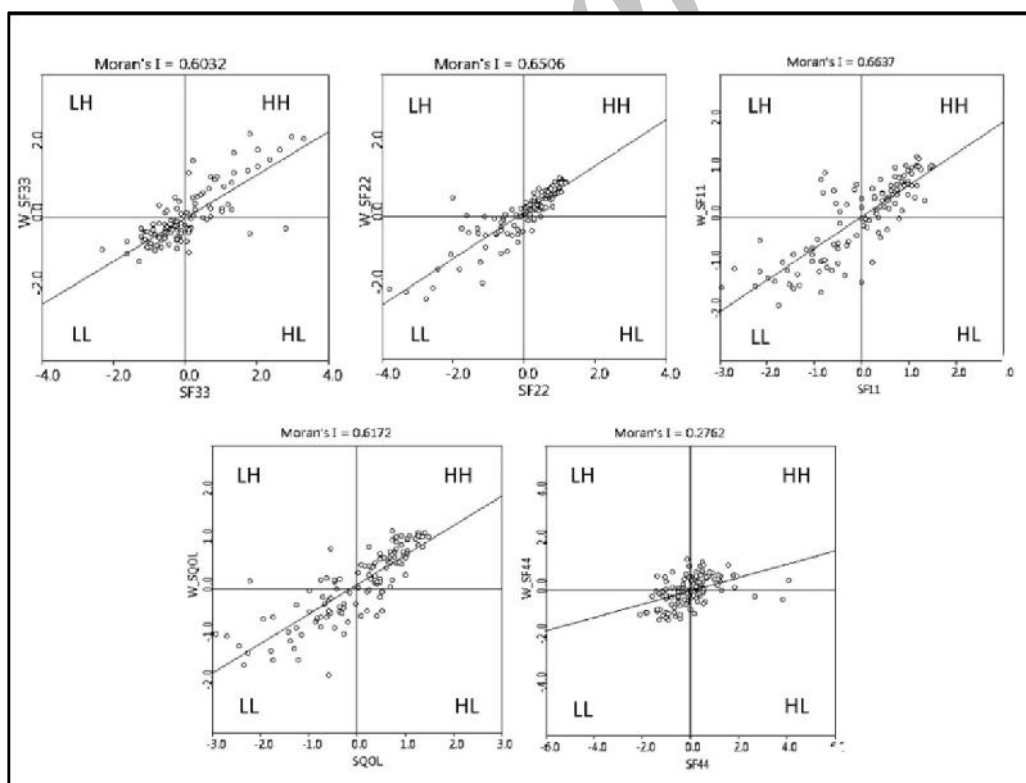 Moran's I = 0.6032
LH HH
W_SF33
2.0
0.0
-2.0
LL HL
-4.0 -2.0 0.0 2.0 4.0
SF33
Moran's I = 0.6506
LH HH
W_SF22
2.0
0.0
-2.0
LL HL
-4.0 -2.0 0.0 2.0 4.0
SF22
Moran's I = 0.6637
LH HH
W_SF11
2.0
1.0
0.0
-1.0
-2.0
LL HL
-3.0 -2.0 -1.0 0.0 1.0 2.0 .0
SF11
Moran's I = 0.6172
LH HH
W_SQOL
2.0
1.0
0.0
-1.0
-2.0
LL HL
-3.0 -2.0 -1.0 0.0 1.0 2.0 3.0
SQOL
Moran's I = 0.2762
LH HH
W_SF44
4.0
2.0
0.0
-2.0
-4.0
LL HL
-6.0 -4.0 -2.0 0.0 2.0 4.0
SF44